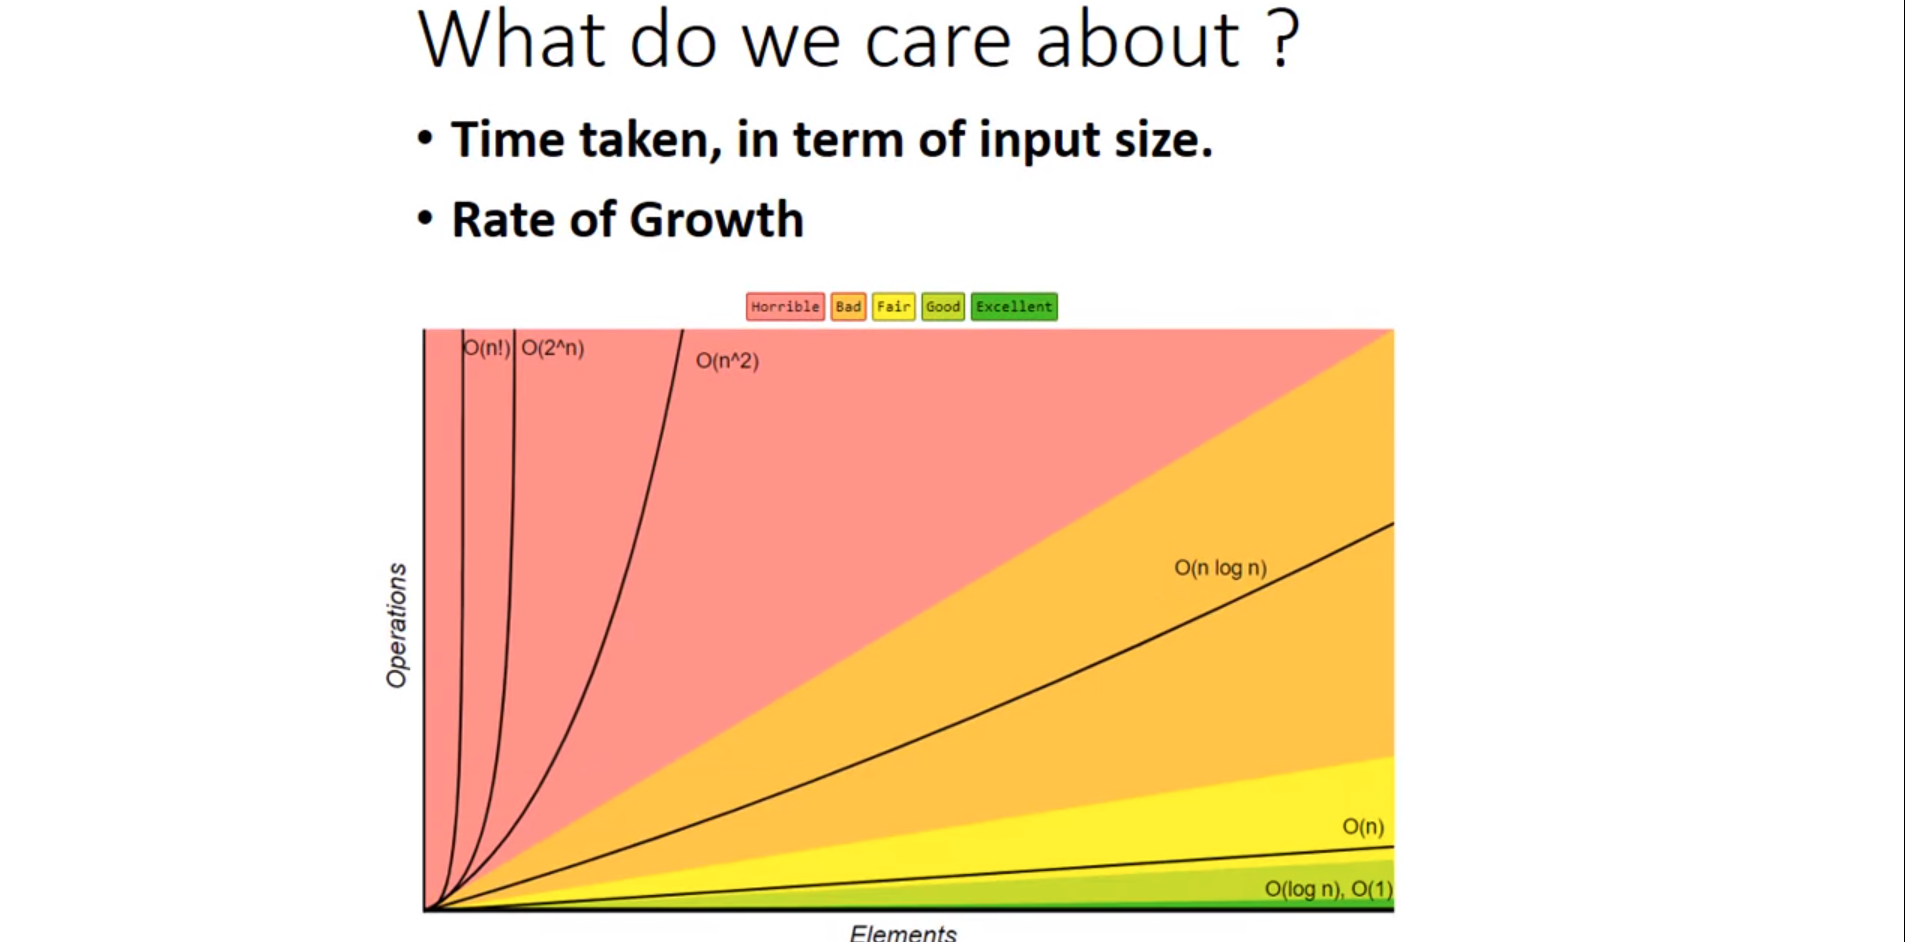 What do we care about ?
• Time taken, in term of input size.
• Rate of Growth
Horrible Bad Fair Good Excellent
O(n!) O(2^n)
O(n^2)
O(n log n)
O(n)
O(log n), O(1)
Operations
Elements